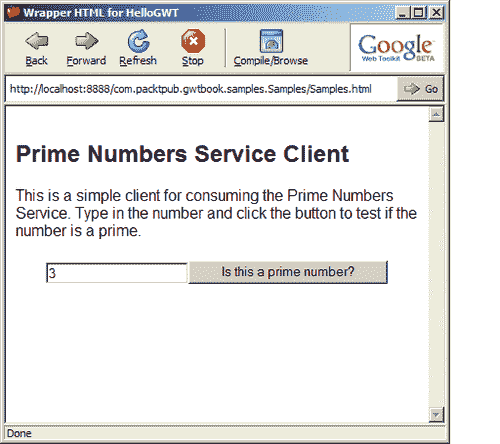 Wrapper HTML for HelloGWT
Back Forward Refresh Stop Compile/Browse
Google
Web Toolkit BETA
http://localhost:8888/com.packtpub.gwtbook.samples.Samples/Samples.html Go
Prime Numbers Service Client
This is a simple client for consuming the Prime Numbers
Service. Type in the number and click the button to test if the
number is a prime.
3 Is this a prime number?
Done